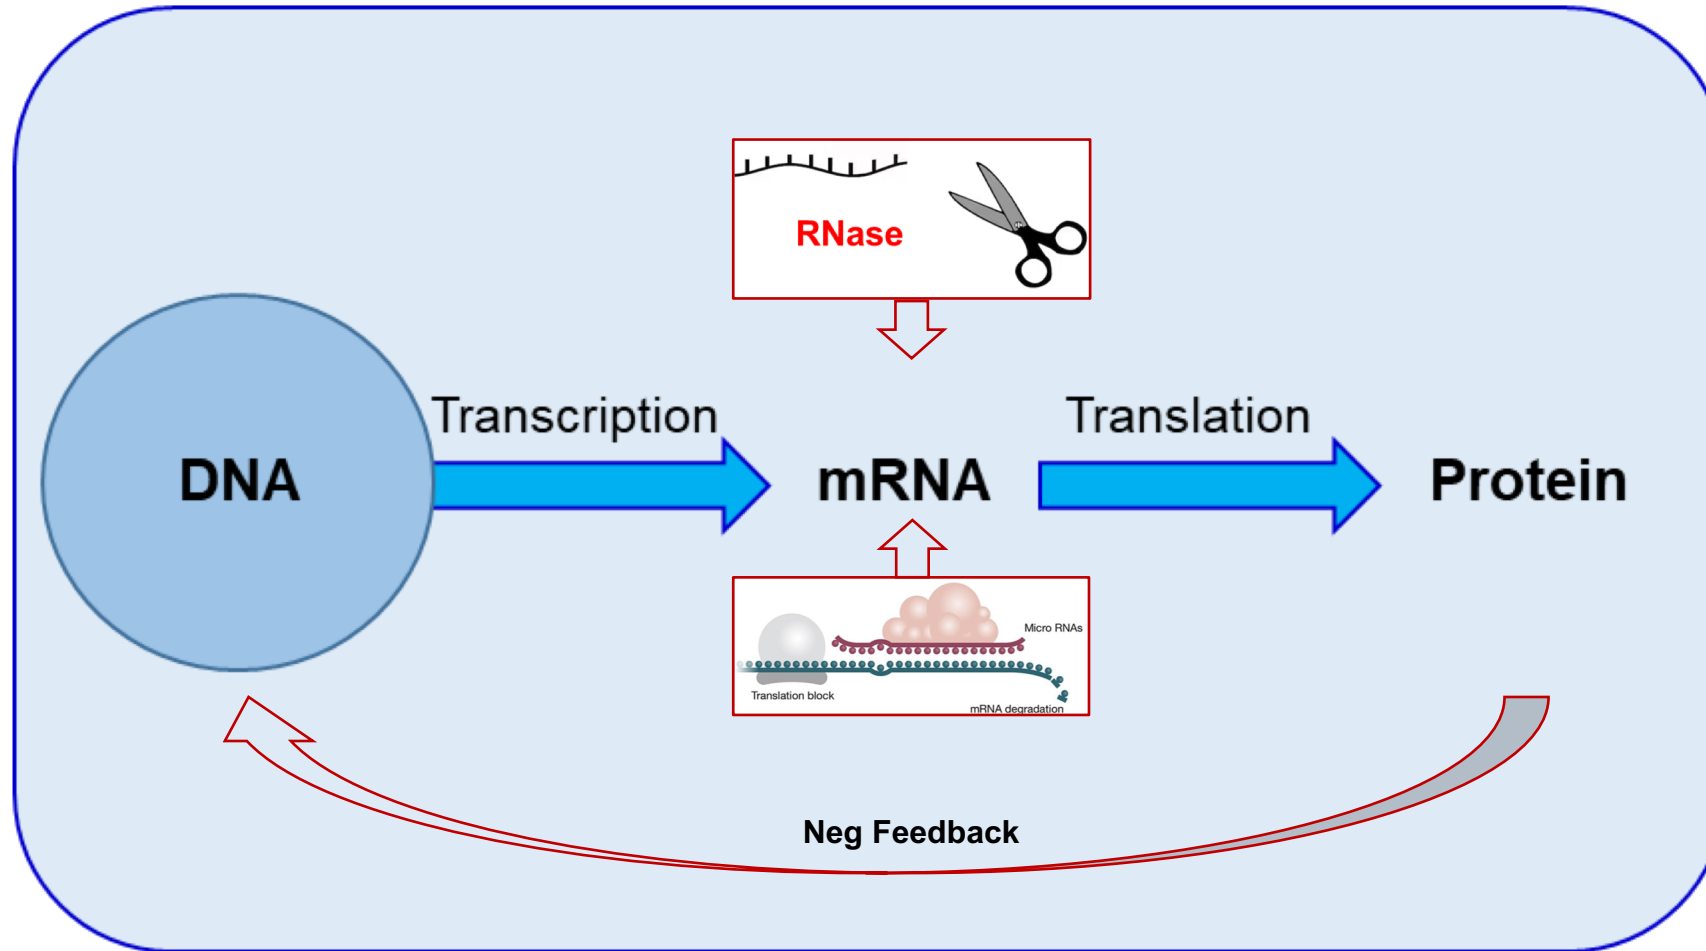 RNase
Transcription
Translation
DNA
mRNA
Protein
Micro RNAs
Translation block
mRNA degradation
Neg Feedback